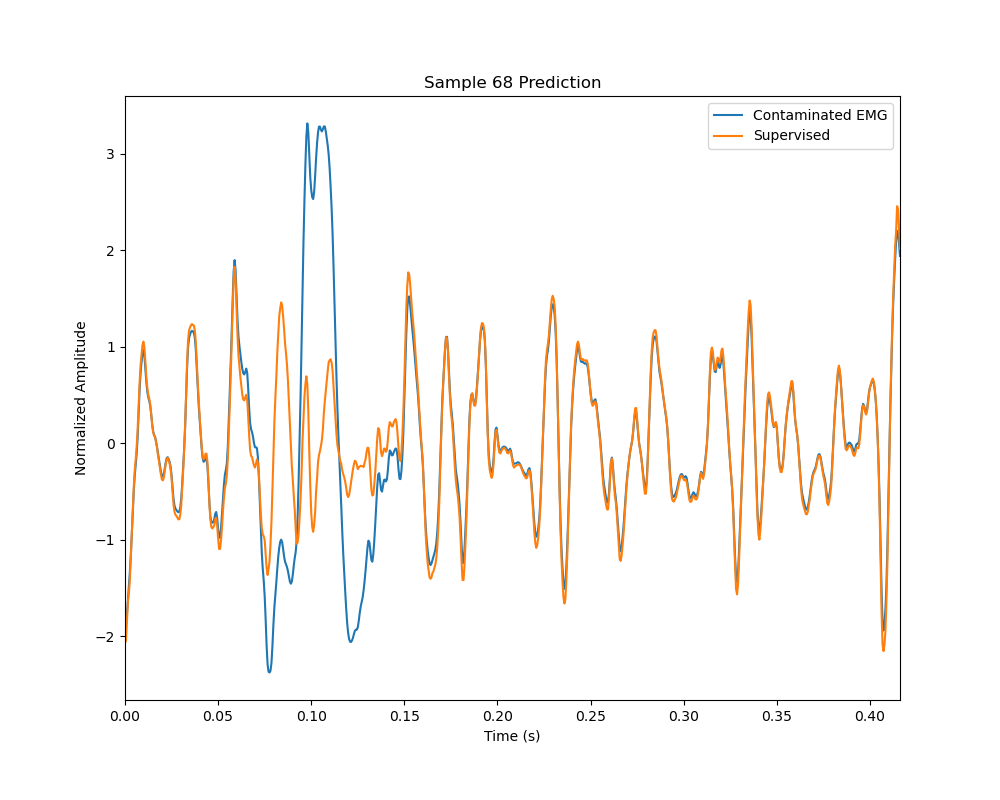 Sample 68 Prediction
Contaminated EMG
Supervised
Normalized Amplitude
3
2
1
0
−1
−2
0.00 0.05 0.10 0.15 0.20 0.25 0.30 0.35 0.40
Time (s)